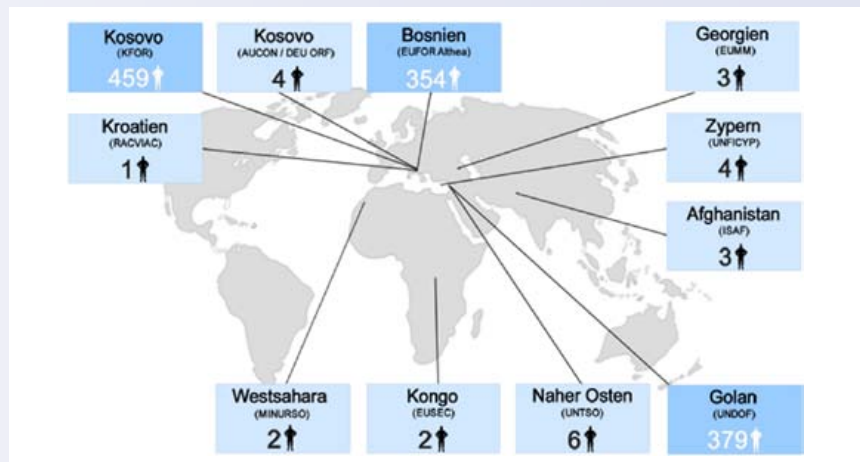 Kosovo
(KFOR)
459
Kosovo
(AUCON / DEU ORF)
4
Bosnien
(EUFOR Althea)
354
Georgien
(EUMM)
3
Kroatien
(RACVIAC)
1
Zypern
(UNFICYP)
4
Afghanistan
(ISAF)
3
Westsahara
(MINURSO)
2
Kongo
(EUSEC)
2
Naher Osten
(UNTSO)
6
Golan
(UNDOF)
379